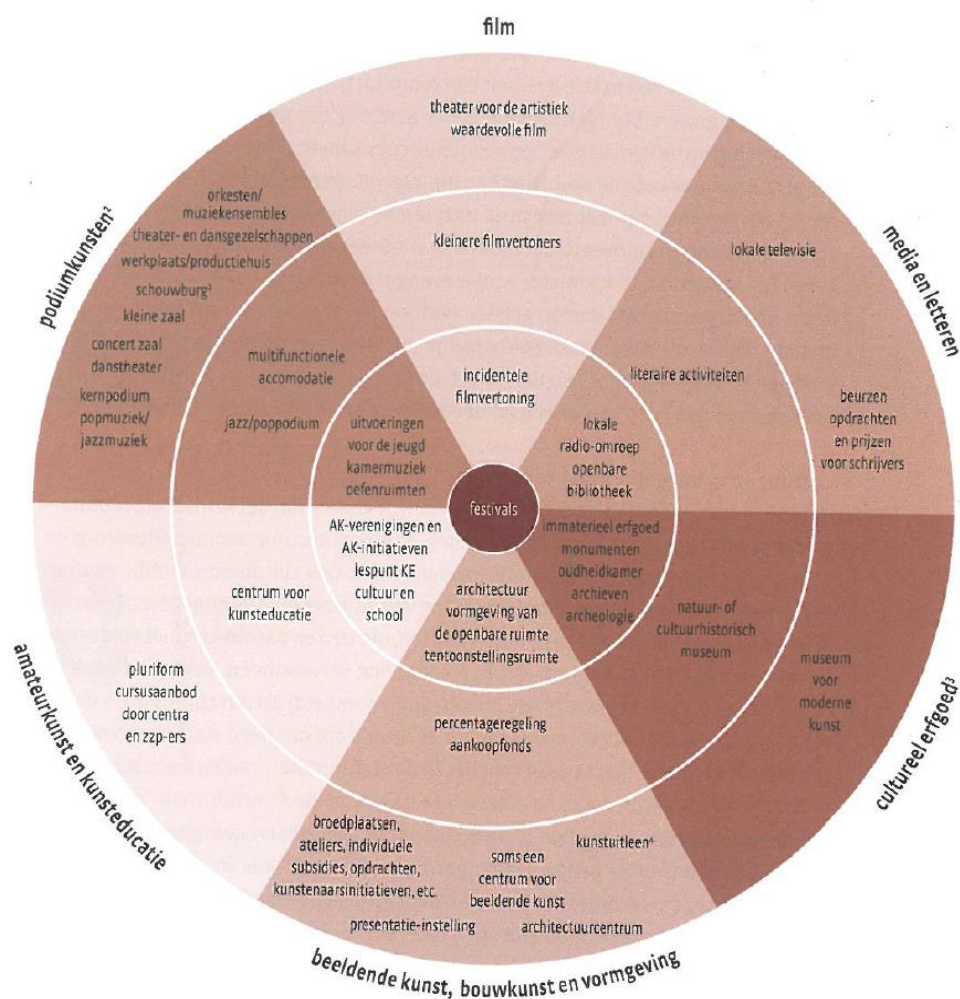 film
theater voor de artistiek
waardevolle film
kleinere filmvertoners
incidentele
filmvertoning
media en letteren
lokale televisie
beurzen
opdrachten
en prijzen
voor schrijvers
literaire activiteiten
lokale
radio-omroep
openbare
bibliotheek
cultureel erfgoed³
immaterieel erfgoed
monumenten
oudheidkamer
archieven
archeologie
natuur- of
cultuurhistorisch
museum
museum
voor
moderne
kunst
beeldende kunst, bouwkunst en vormgeving
architectuur
vormgeving van
de openbare ruimte
tentoonstellingsruimte
percentageregeling
aankoopfonds
broedplaatsen,
ateliers, individuele
subsidies, opdrachten,
kunstenaarsinitiatieven, etc.
soms een
centrum voor
beeldende kunst
kunstuitleen⁴
presentatie-instelling
architectuurcentrum
amateurkunst en kunsteducatie
AK-verenigingen en
AK-initiatieven
lespunt KE
cultuur en
school
centrum voor
kunsteducatie
pluriform
cursusaanbod
door centra
en zzp-ers
podiumkunsten²
orkesten/
muziekensembles
theater- en dansgezelschappen
werkplaats/productiehuis
schouwburg³
kleine zaal
concert zaal
danstheater
kernpodium
popmuziek/
jazzmuziek
multifunctionele
accomodatie
jazz/poppodium
uitvoeringen
voor de jeugd
kamermuziek
oefenruimten
festivals